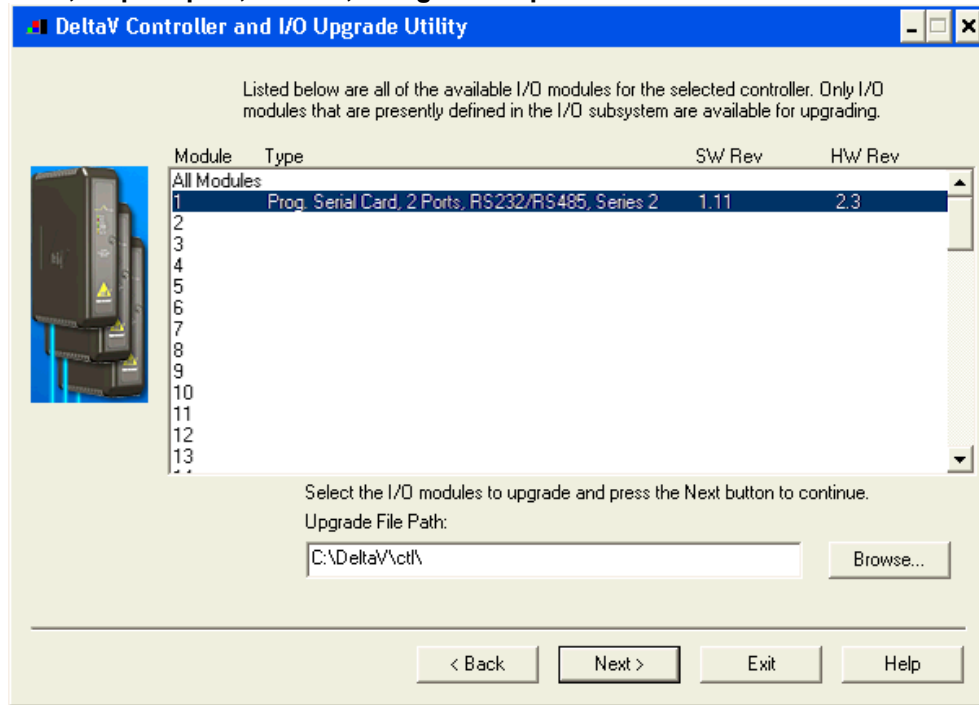 DeltaV Controller and I/O Upgrade Utility
Listed below are all of the available I/O modules for the selected controller. Only I/O
modules that are presently defined in the I/O subsystem are available for upgrading.
Module Type SW Rev HW Rev
All Modules
1 Prog. Serial Card, 2 Ports, RS232/RS485, Series 2 1.11 2.3
2
3
4
5
6
7
8
9
10
11
12
13
Select the I/O modules to upgrade and press the Next button to continue.
Upgrade File Path:
C:\DeltaV\ctl\
Browse...
< Back Next > Exit Help